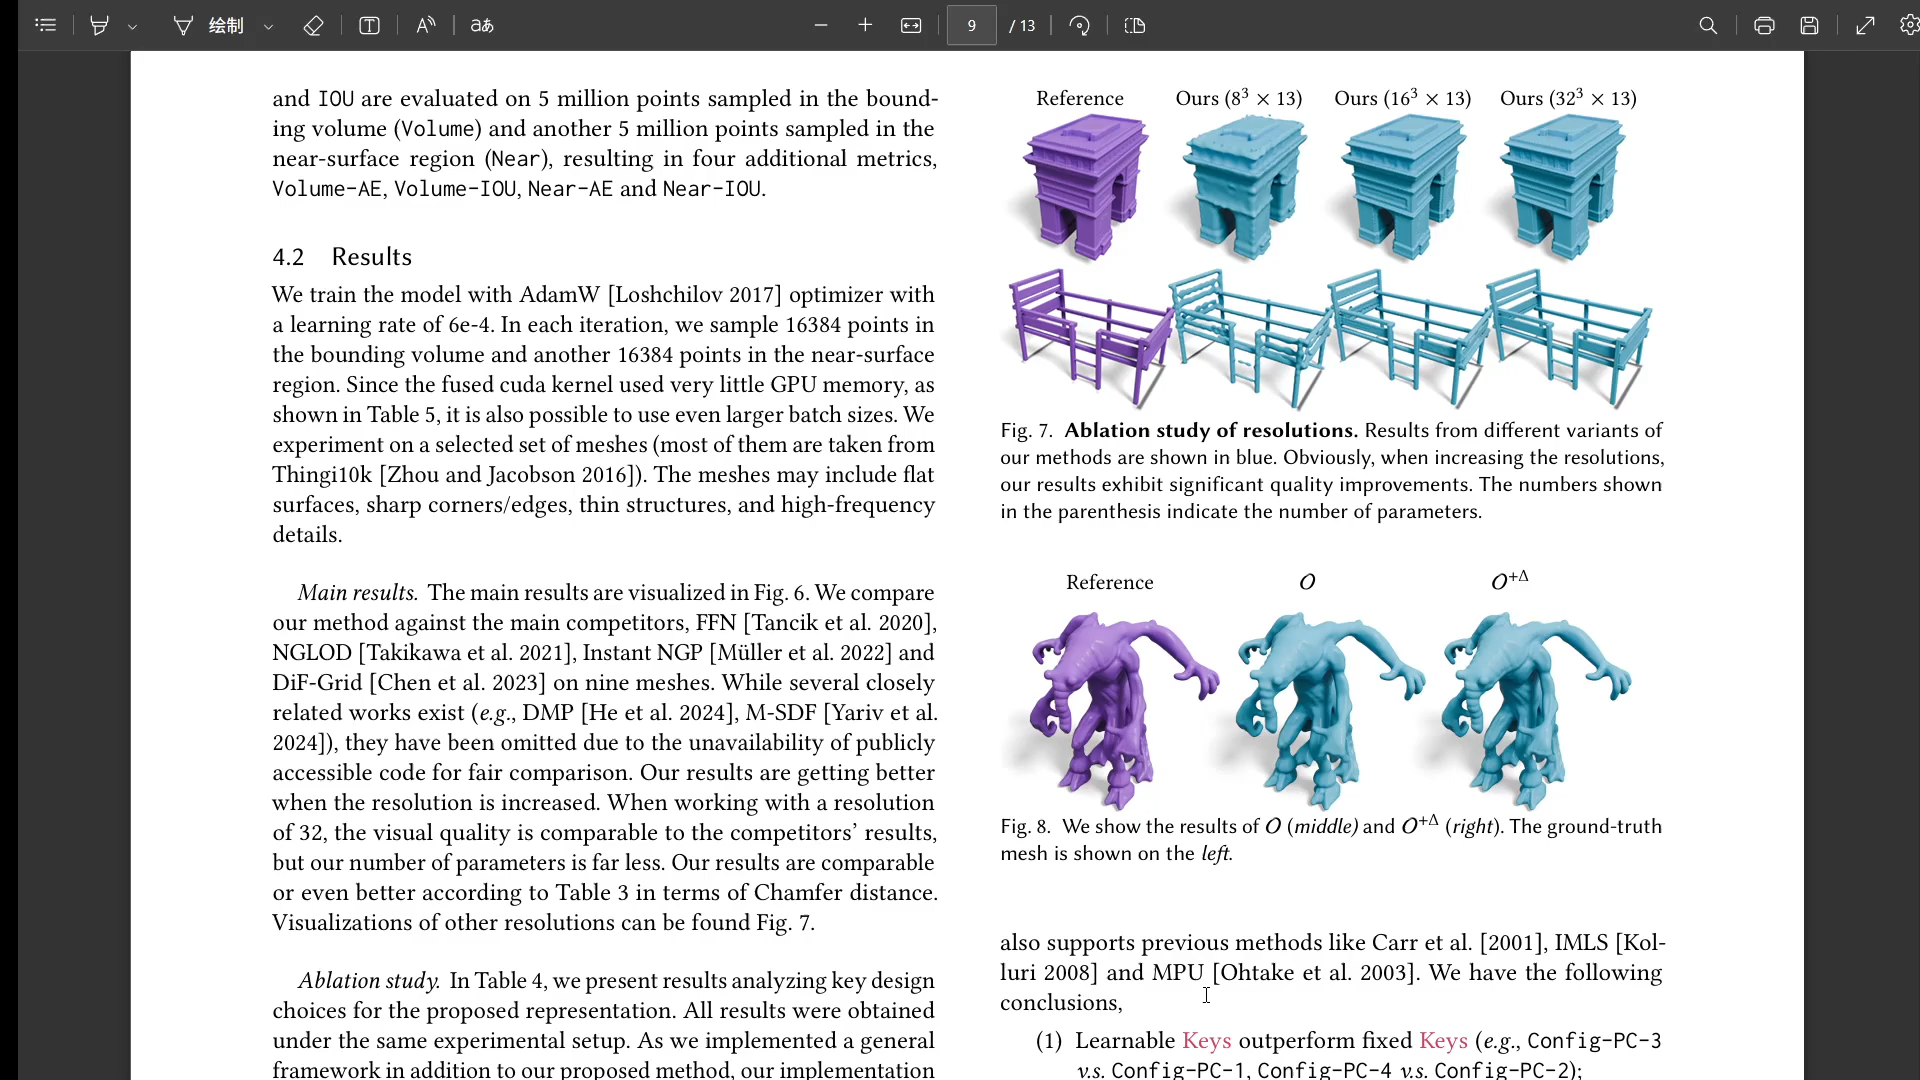 绘制
9
/ 13
and IOU are evaluated on 5 million points sampled in the bound-
ing volume (Volume) and another 5 million points sampled in the
near-surface region (Near), resulting in four additional metrics,
Volume-AE, Volume-IOU, Near-AE and Near-IOU.
4.2 Results
We train the model with AdamW [Loshchilov 2017] optimizer with
a learning rate of 6e-4. In each iteration, we sample 16384 points in
the bounding volume and another 16384 points in the near-surface
region. Since the fused cuda kernel used very little GPU memory, as
shown in Table 5, it is also possible to use even larger batch sizes. We
experiment on a selected set of meshes (most of them are taken from
Thingi10k [Zhou and Jacobson 2016]). The meshes may include flat
surfaces, sharp corners/edges, thin structures, and high-frequency
details.
Main results. The main results are visualized in Fig. 6. We compare
our method against the main competitors, FFN [Tancik et al. 2020],
NGLOD [Takikawa et al. 2021], Instant NGP [Müller et al. 2022] and
DiF-Grid [Chen et al. 2023] on nine meshes. While several closely
related works exist (e.g., DMP [He et al. 2024], M-SDF [Yariv et al.
2024]), they have been omitted due to the unavailability of publicly
accessible code for fair comparison. Our results are getting better
when the resolution is increased. When working with a resolution
of 32, the visual quality is comparable to the competitors’ results,
but our number of parameters is far less. Our results are comparable
or even better according to Table 3 in terms of Chamfer distance.
Visualizations of other resolutions can be found Fig. 7.
Ablation study. In Table 4, we present results analyzing key design
choices for the proposed representation. All results were obtained
under the same experimental setup. As we implemented a general
framework in addition to our proposed method, our implementation
Reference Ours (8³ × 13) Ours (16³ × 13) Ours (32³ × 13)
Fig. 7. Ablation study of resolutions. Results from different variants of
our methods are shown in blue. Obviously, when increasing the resolutions,
our results exhibit significant quality improvements. The numbers shown
in the parenthesis indicate the number of parameters.
Reference 𝒪 𝒪⁺ᐃ
Fig. 8. We show the results of 𝒪 (middle) and 𝒪⁺ᐃ (right). The ground-truth
mesh is shown on the left.
also supports previous methods like Carr et al. [2001], IMLS [Kol-
luri 2008] and MPU [Ohtake et al. 2003]. We have the following
conclusions,
(1) Learnable Keys outperform fixed Keys (e.g., Config-PC-3
v.s. Config-PC-1, Config-PC-4 v.s. Config-PC-2);